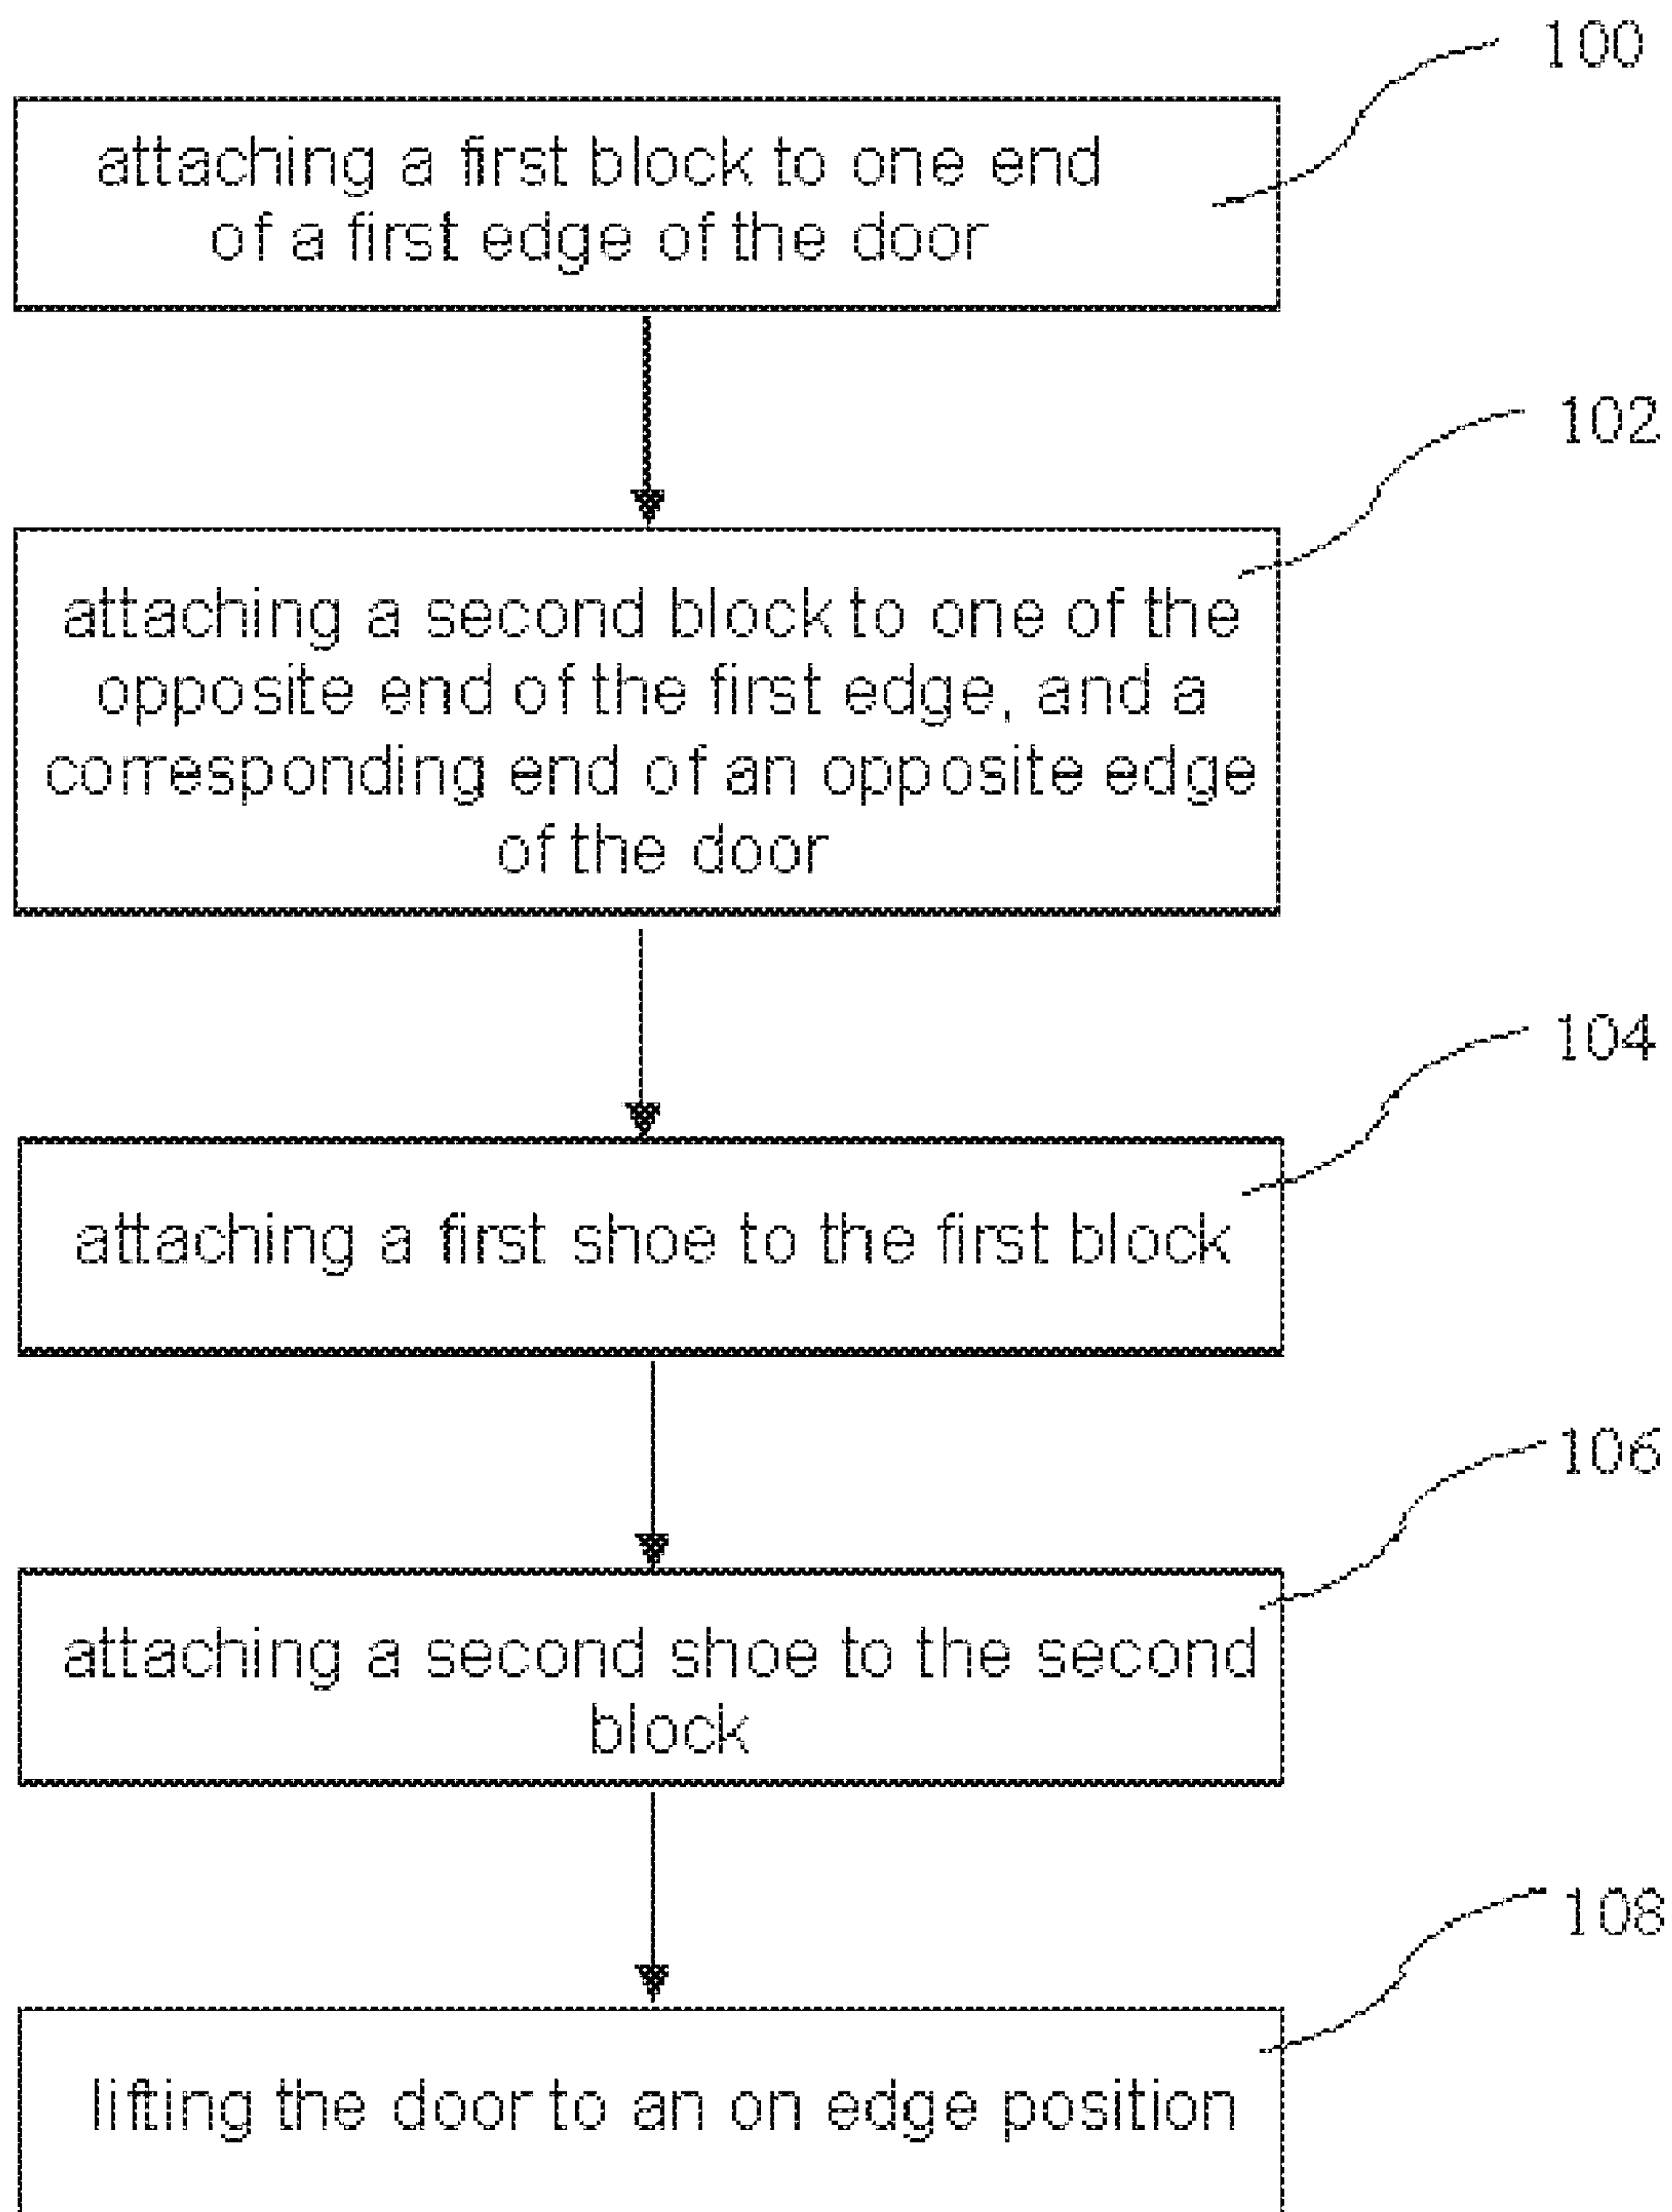 100
attaching a first block to one end
of a first edge of the door
102
attaching a second block to one of the
opposite end of the first edge, and a
corresponding end of an opposite edge
of the door
104
attaching a first shoe to the first block
106
attaching a second shoe to the second
block
108
lifting the door to an on edge position